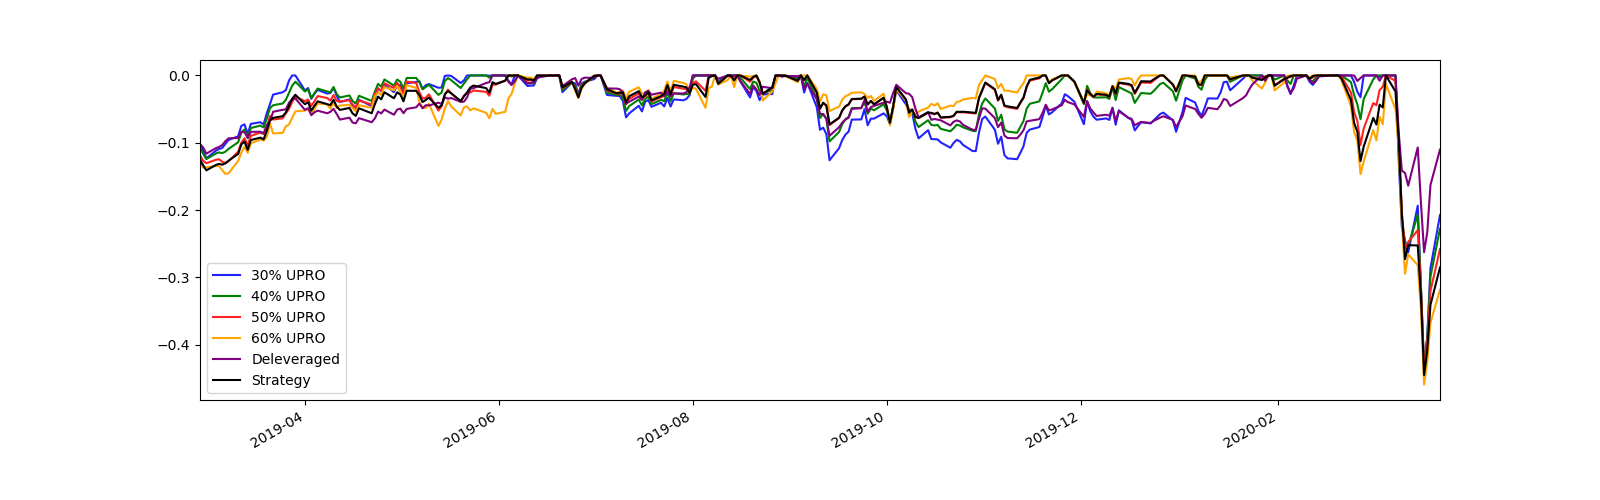 0.0
−0.1
−0.2
−0.3
−0.4
30% UPRO
40% UPRO
50% UPRO
60% UPRO
Deleveraged
Strategy
2019-04
2019-06
2019-08
2019-10
2019-12
2020-02